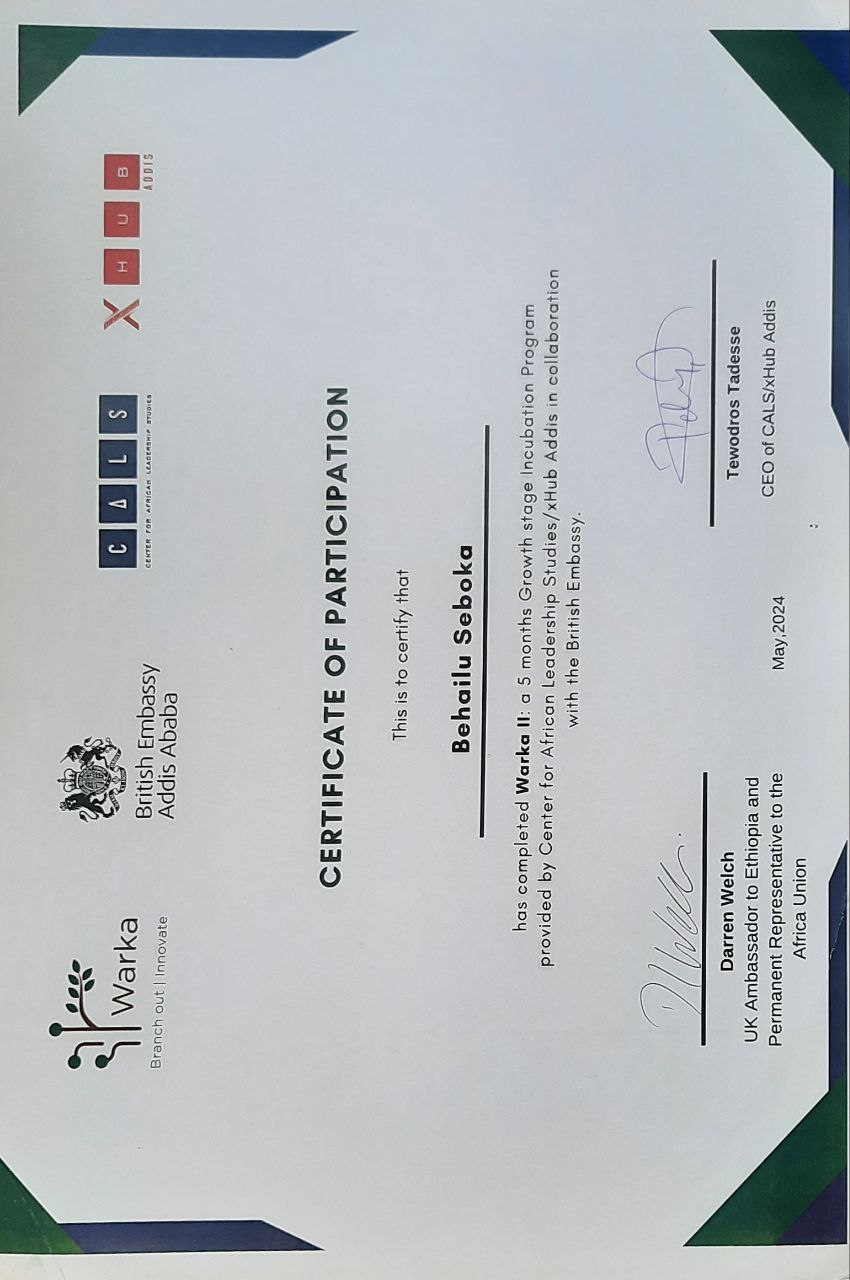 Warka
Branch out | Innovate
British Embassy
Addis Ababa
C A L S
CENTER FOR AFRICAN LEADERSHIP STUDIES
X H U B
ADDIS
CERTIFICATE OF PARTICIPATION
This is to certify that
Behailu Seboka
has completed Warka II: a 5 months Growth stage Incubation Program
provided by Center for African Leadership Studies/xHub Addis in collaboration
with the British Embassy.
Darren Welch
UK Ambassador to Ethiopia and
Permanent Representative to the
Africa Union
May,2024
Tewodros Tadesse
CEO of CALS/xHub Addis